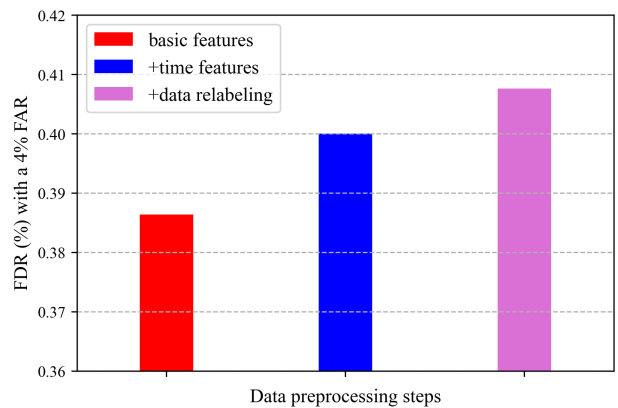 0.42
0.41
0.40
0.39
0.38
0.37
0.36
FDR (%) with a 4% FAR
basic features
+time features
+data relabeling
Data preprocessing steps